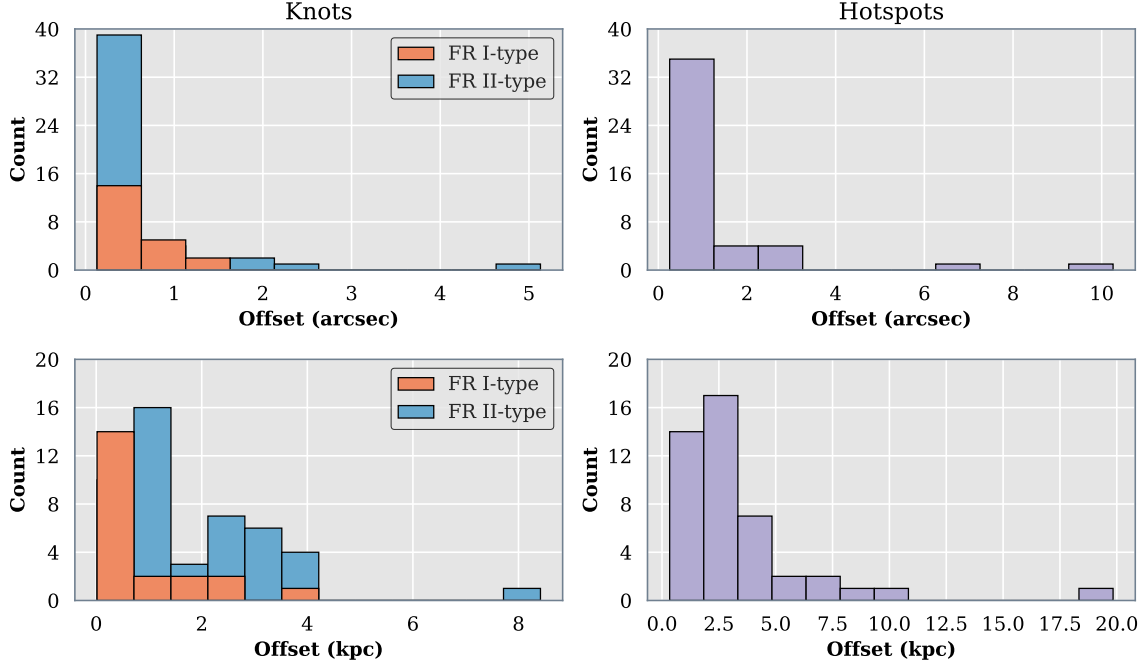 Knots
Hotspots
40
32
24
16
8
0
Count
FR I-type
FR II-type
0 1 2 3 4 5
Offset (arcsec)
40
32
24
16
8
0
Count
0 2 4 6 8 10
Offset (arcsec)
20
16
12
8
4
0
Count
FR I-type
FR II-type
0 2 4 6 8
Offset (kpc)
20
16
12
8
4
0
Count
0.0 2.5 5.0 7.5 10.0 12.5 15.0 17.5 20.0
Offset (kpc)